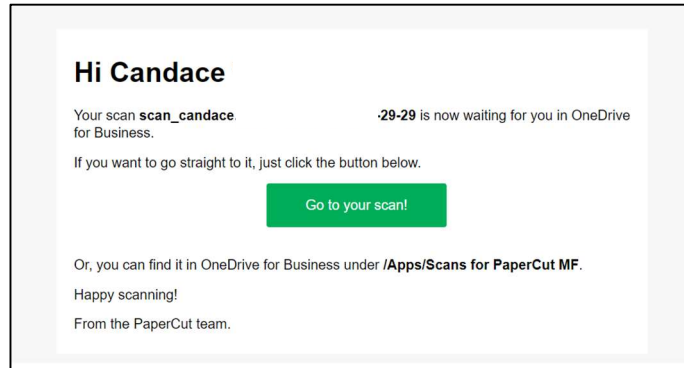 Hi Candace
Your scan scan_candace -29-29 is now waiting for you in OneDrive
for Business.
If you want to go straight to it, just click the button below.
Go to your scan!
Or, you can find it in OneDrive for Business under /Apps/Scans for PaperCut MF.
Happy scanning!
From the PaperCut team.